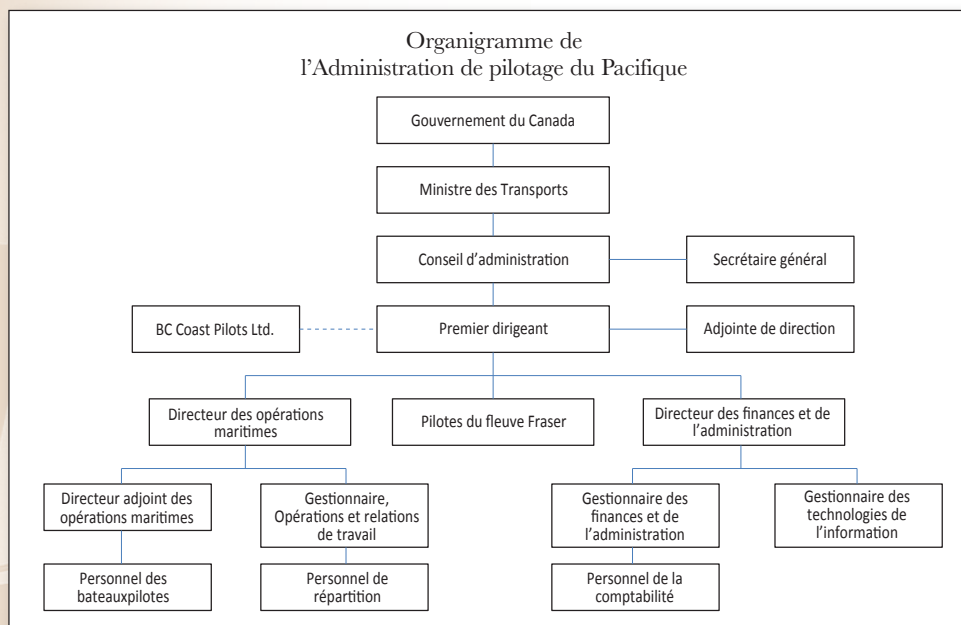 Organigramme de
l’Administration de pilotage du Pacifique
Gouvernement du Canada
Ministre des Transports
Conseil d’administration
Secrétaire général
BC Coast Pilots Ltd.
Premier dirigeant
Adjointe de direction
Directeur des opérations
maritimes
Pilotes du fleuve Fraser
Directeur des finances et de
l’administration
Directeur adjoint des
opérations maritimes
Gestionnaire,
Opérations et relations
de travail
Gestionnaire des
finances et de
l’administration
Gestionnaire des
technologies de
l’information
Personnel des
bateauxpilotes
Personnel de
répartition
Personnel de la
comptabilité